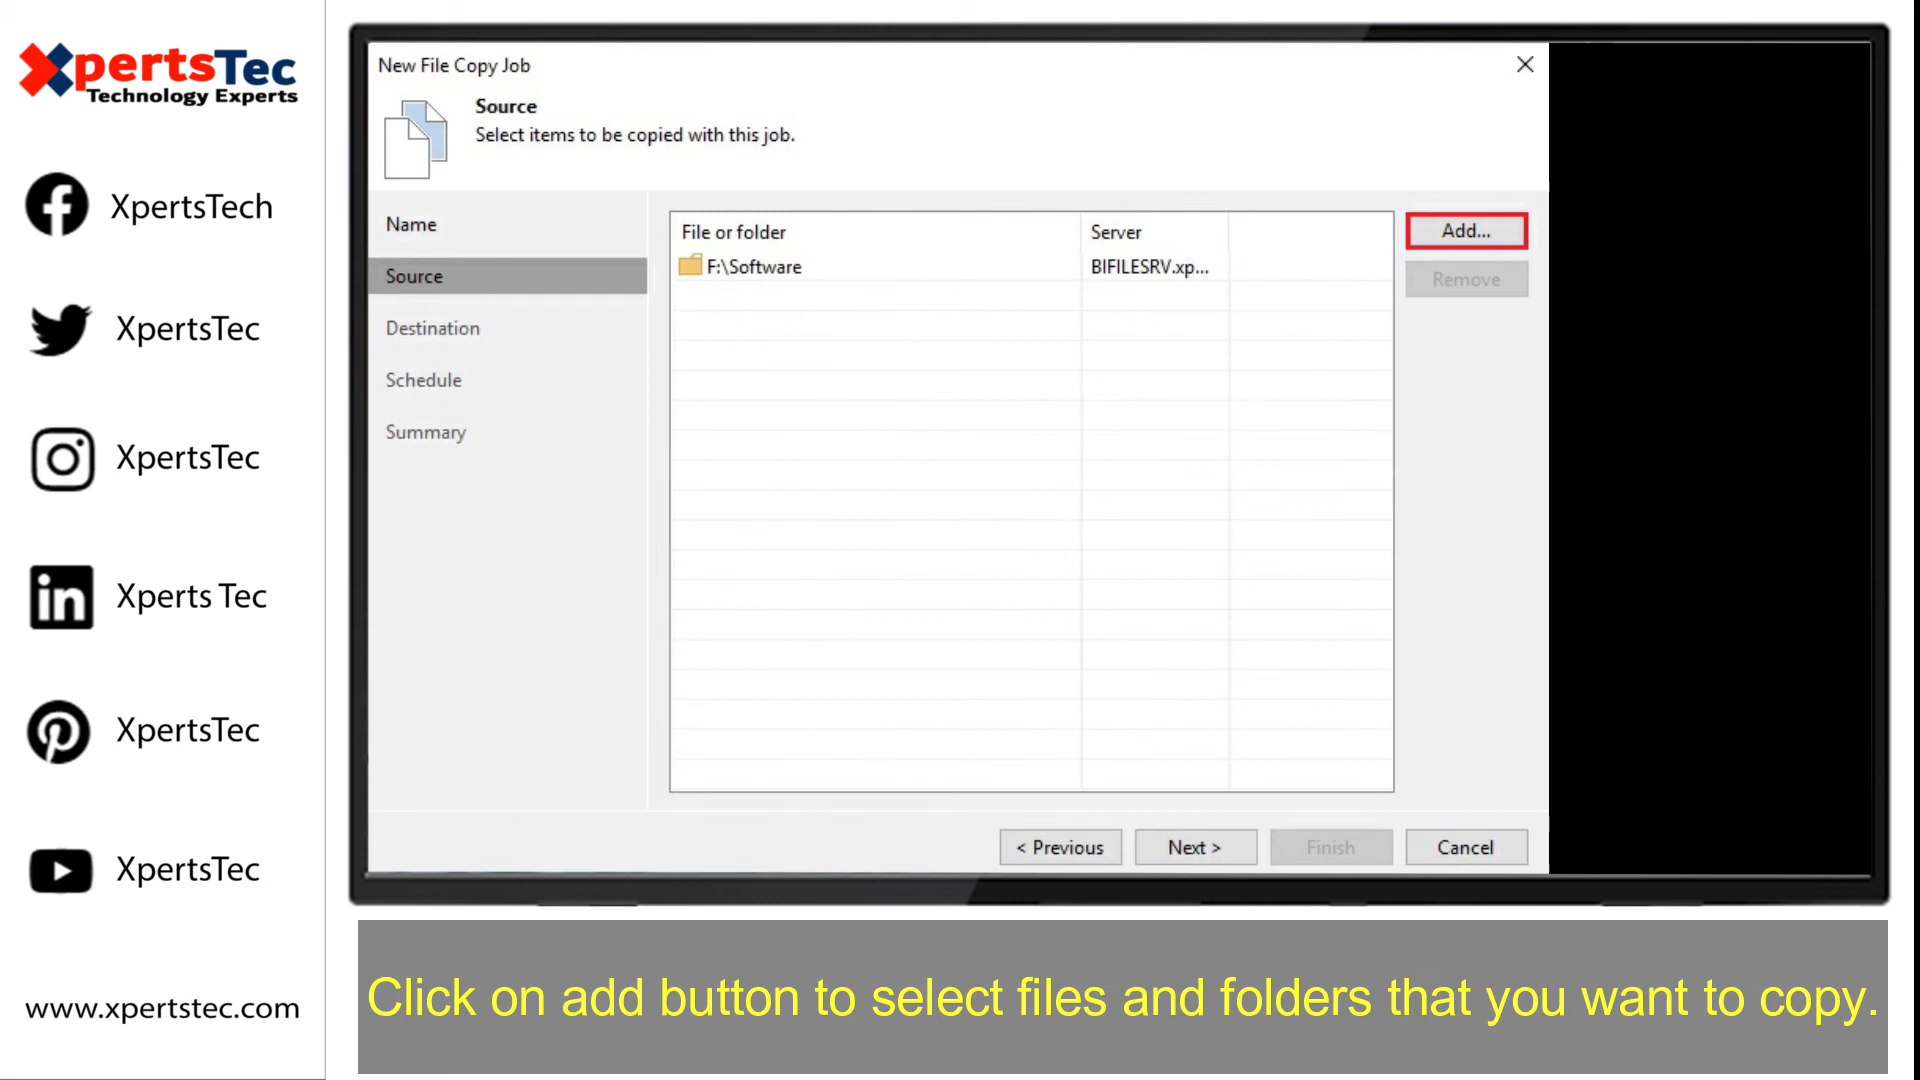 XpertsTec
Technology Experts
XpertsTech
XpertsTec
XpertsTec
Xperts Tec
XpertsTec
XpertsTec
www.xpertstec.com
New File Copy Job
Source
Select items to be copied with this job.
Name
Source
Destination
Schedule
Summary
File or folder Server
F:\Software BIFILESRV.xp...
Add...
Remove
< Previous Next > Finish Cancel
Click on add button to select files and folders that you want to copy.